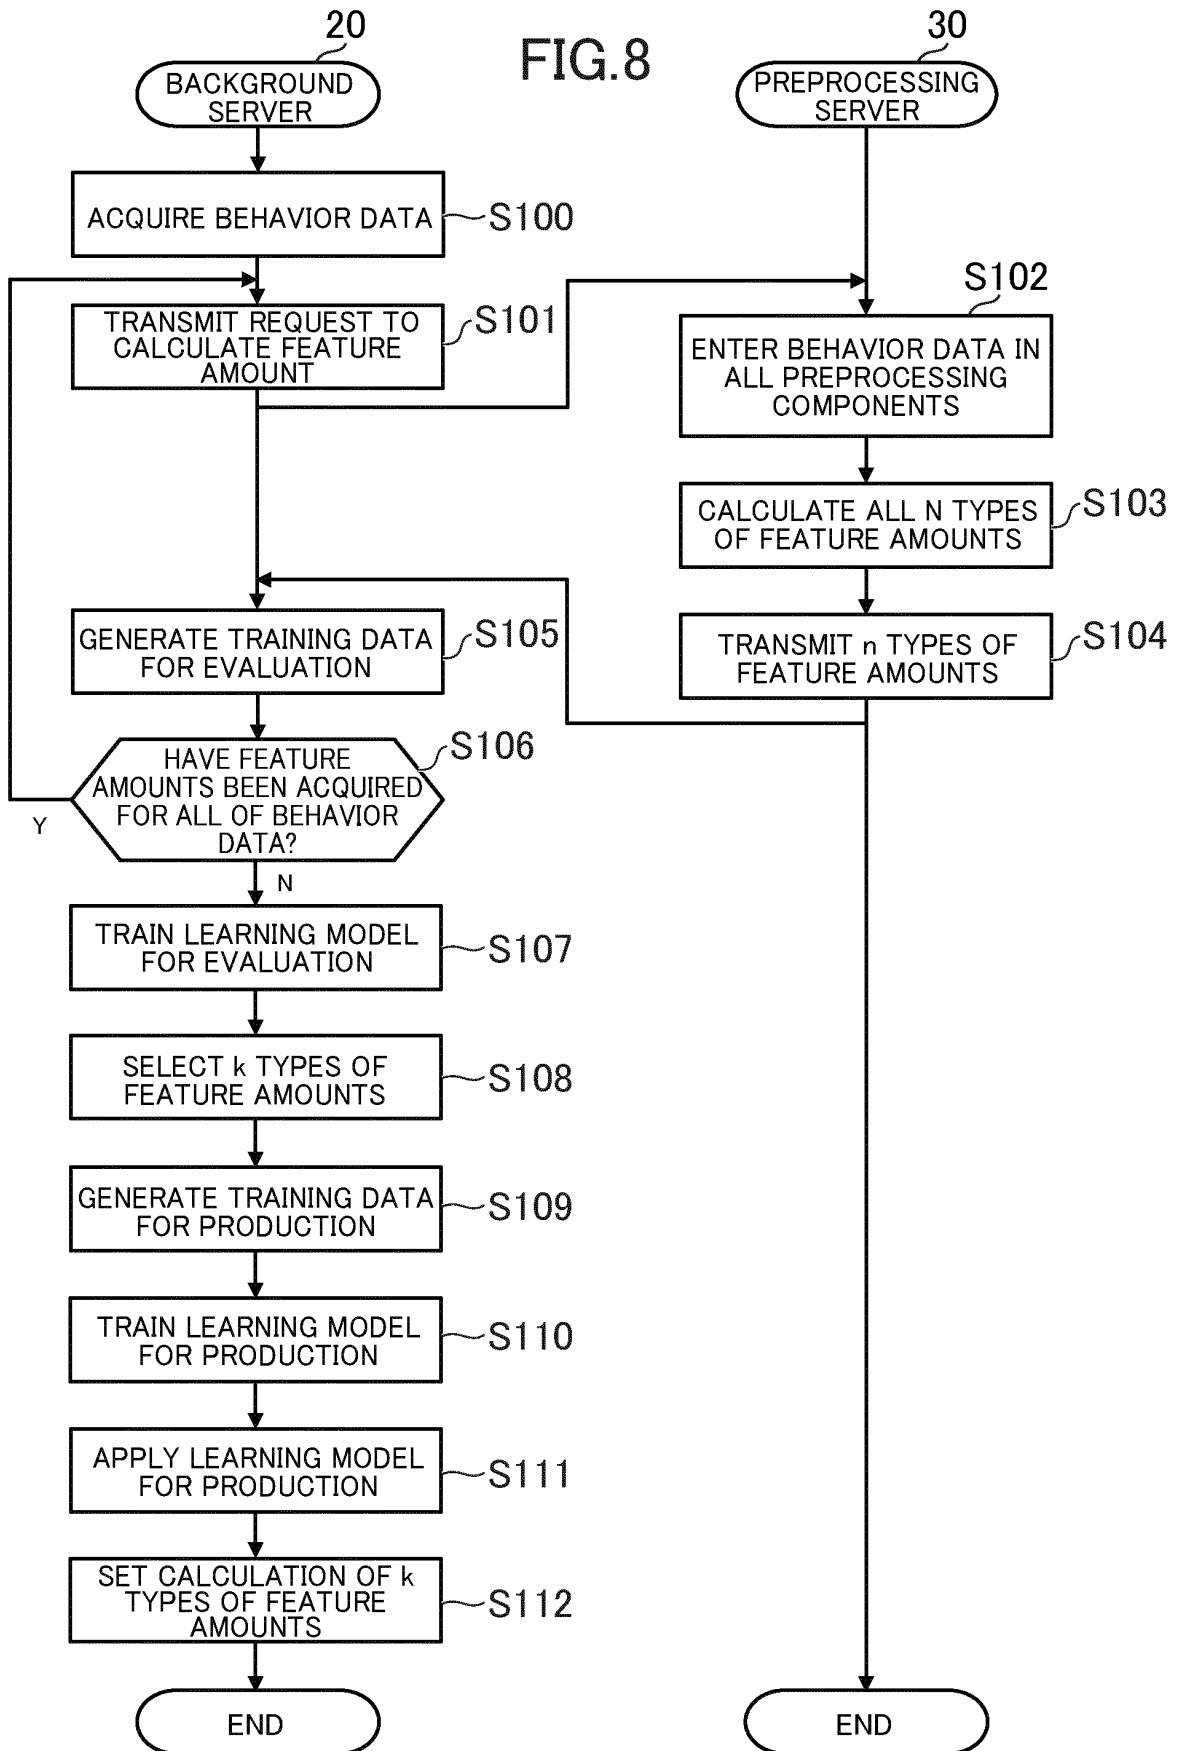 FIG.8
20
BACKGROUND
SERVER
30
PREPROCESSING
SERVER
ACQUIRE BEHAVIOR DATA
S100
TRANSMIT REQUEST TO
CALCULATE FEATURE
AMOUNT
S101
S102
ENTER BEHAVIOR DATA IN
ALL PREPROCESSING
COMPONENTS
CALCULATE ALL N TYPES
OF FEATURE AMOUNTS
S103
TRANSMIT n TYPES OF
FEATURE AMOUNTS
S104
GENERATE TRAINING DATA
FOR EVALUATION
S105
HAVE FEATURE
AMOUNTS BEEN ACQUIRED
FOR ALL OF BEHAVIOR
DATA?
S106
Y
N
TRAIN LEARNING MODEL
FOR EVALUATION
S107
SELECT k TYPES OF
FEATURE AMOUNTS
S108
GENERATE TRAINING DATA
FOR PRODUCTION
S109
TRAIN LEARNING MODEL
FOR PRODUCTION
S110
APPLY LEARNING MODEL
FOR PRODUCTION
S111
SET CALCULATION OF k
TYPES OF FEATURE
AMOUNTS
S112
END
END